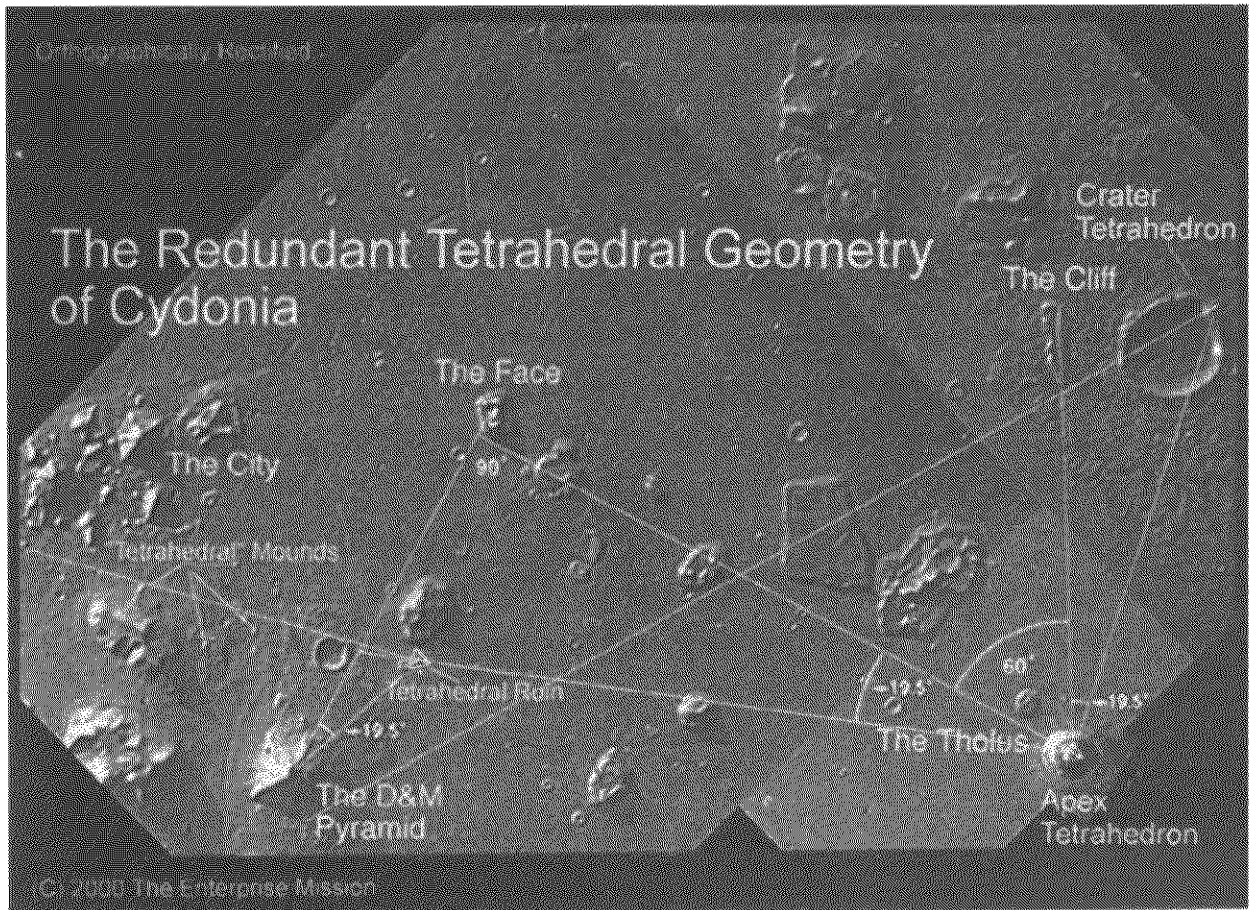 Orthographically Rectified
The Redundant Tetrahedral Geometry
of Cydonia
Crater
Tetrahedron
The Cliff
The Face
90°
The City
Tetrahedral Mounds
Tetrahedral Ruin
~19.5°
The D&M
Pyramid
~19.5°
60°
~19.5°
The Tholus
Apex
Tetrahedron
(C) 2000 The Enterprise Mission